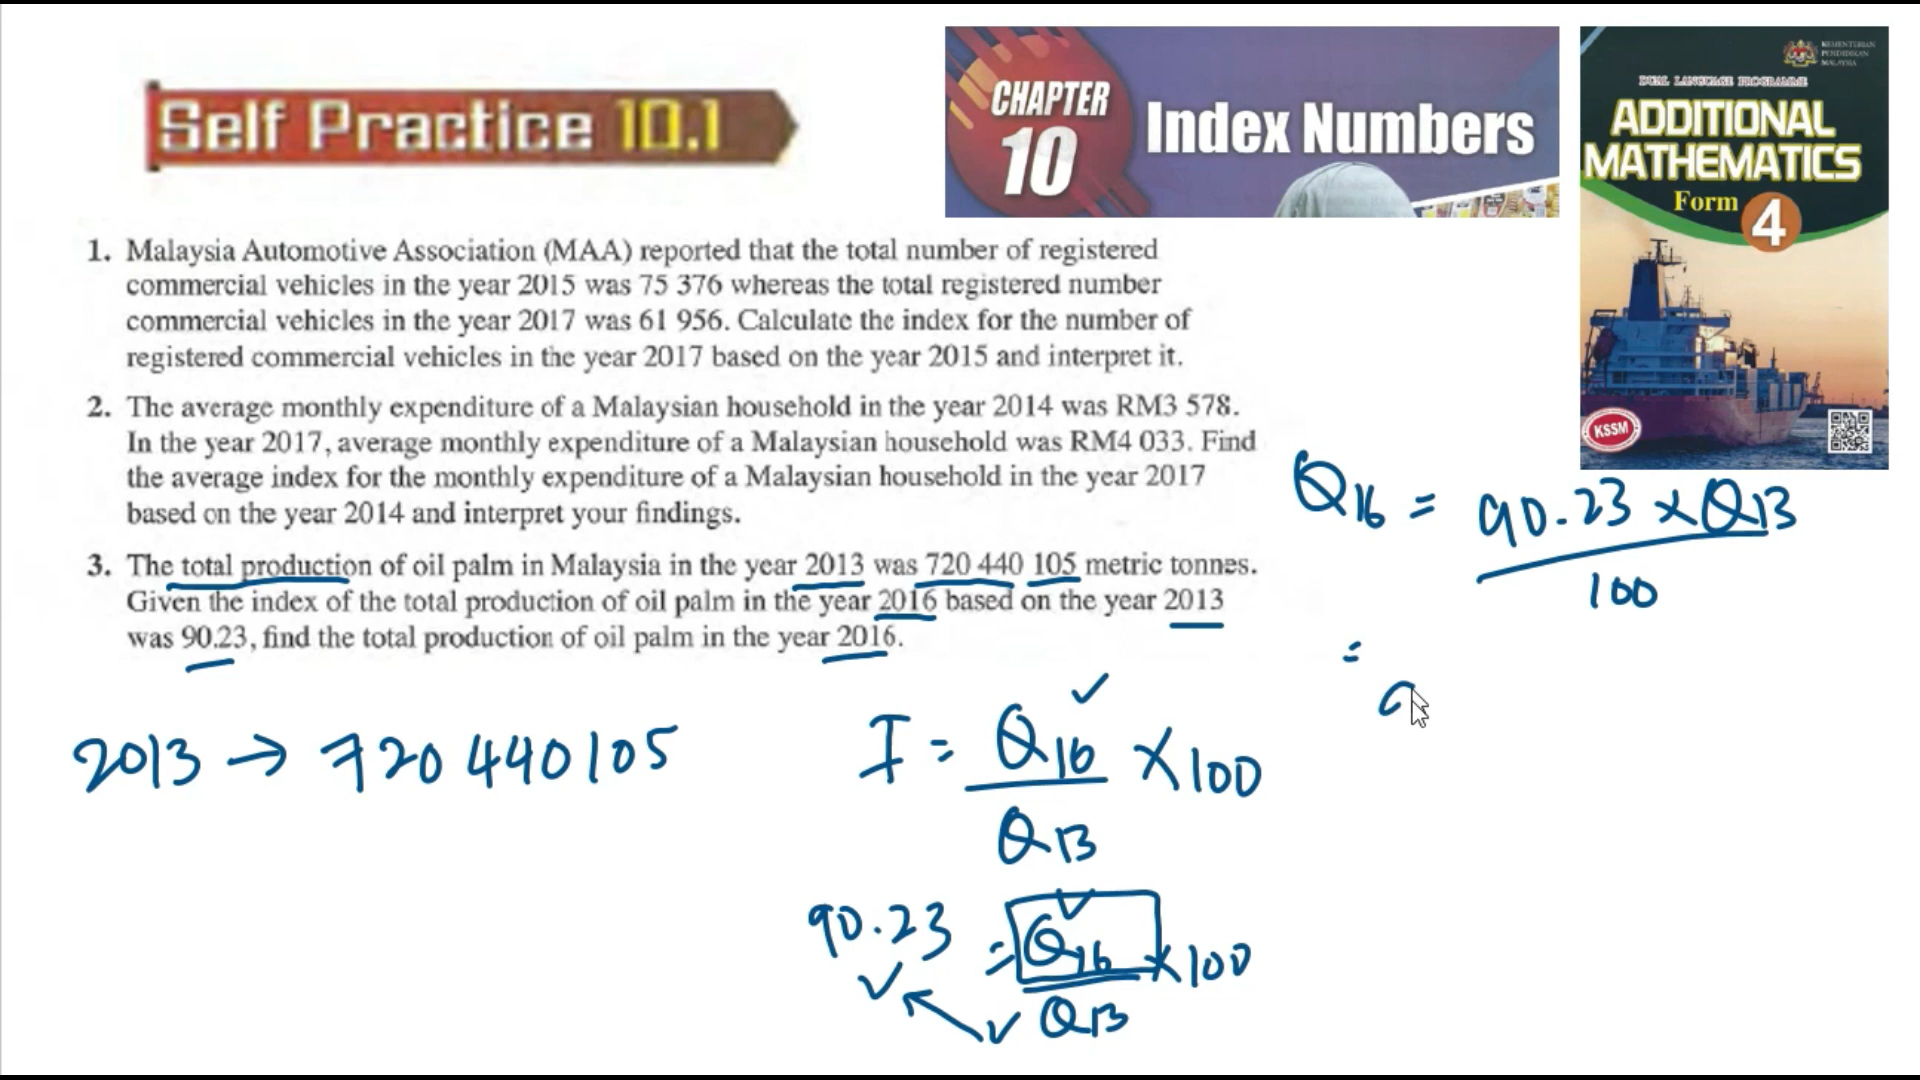 Self Practice 10.1
CHAPTER
10
Index Numbers
KEMENTERIAN
PENDIDIKAN
MALAYSIA
DUAL LANGUAGE PROGRAMME
ADDITIONAL
MATHEMATICS
Form 4
KSSM
1. Malaysia Automotive Association (MAA) reported that the total number of registered
commercial vehicles in the year 2015 was 75 376 whereas the total registered number
commercial vehicles in the year 2017 was 61 956. Calculate the index for the number of
registered commercial vehicles in the year 2017 based on the year 2015 and interpret it.
2. The average monthly expenditure of a Malaysian household in the year 2014 was RM3 578.
In the year 2017, average monthly expenditure of a Malaysian household was RM4 033. Find
the average index for the monthly expenditure of a Malaysian household in the year 2017
based on the year 2014 and interpret your findings.
3. The total production of oil palm in Malaysia in the year 2013 was 720 440 105 metric tonnes.
Given the index of the total production of oil palm in the year 2016 based on the year 2013
was 90.23, find the total production of oil palm in the year 2016.
Q16 = 90.23 × Q13
100
=
2013 → 720 440 105
I = Q16 × 100
Q13
90.23 = Q16 × 100
Q13